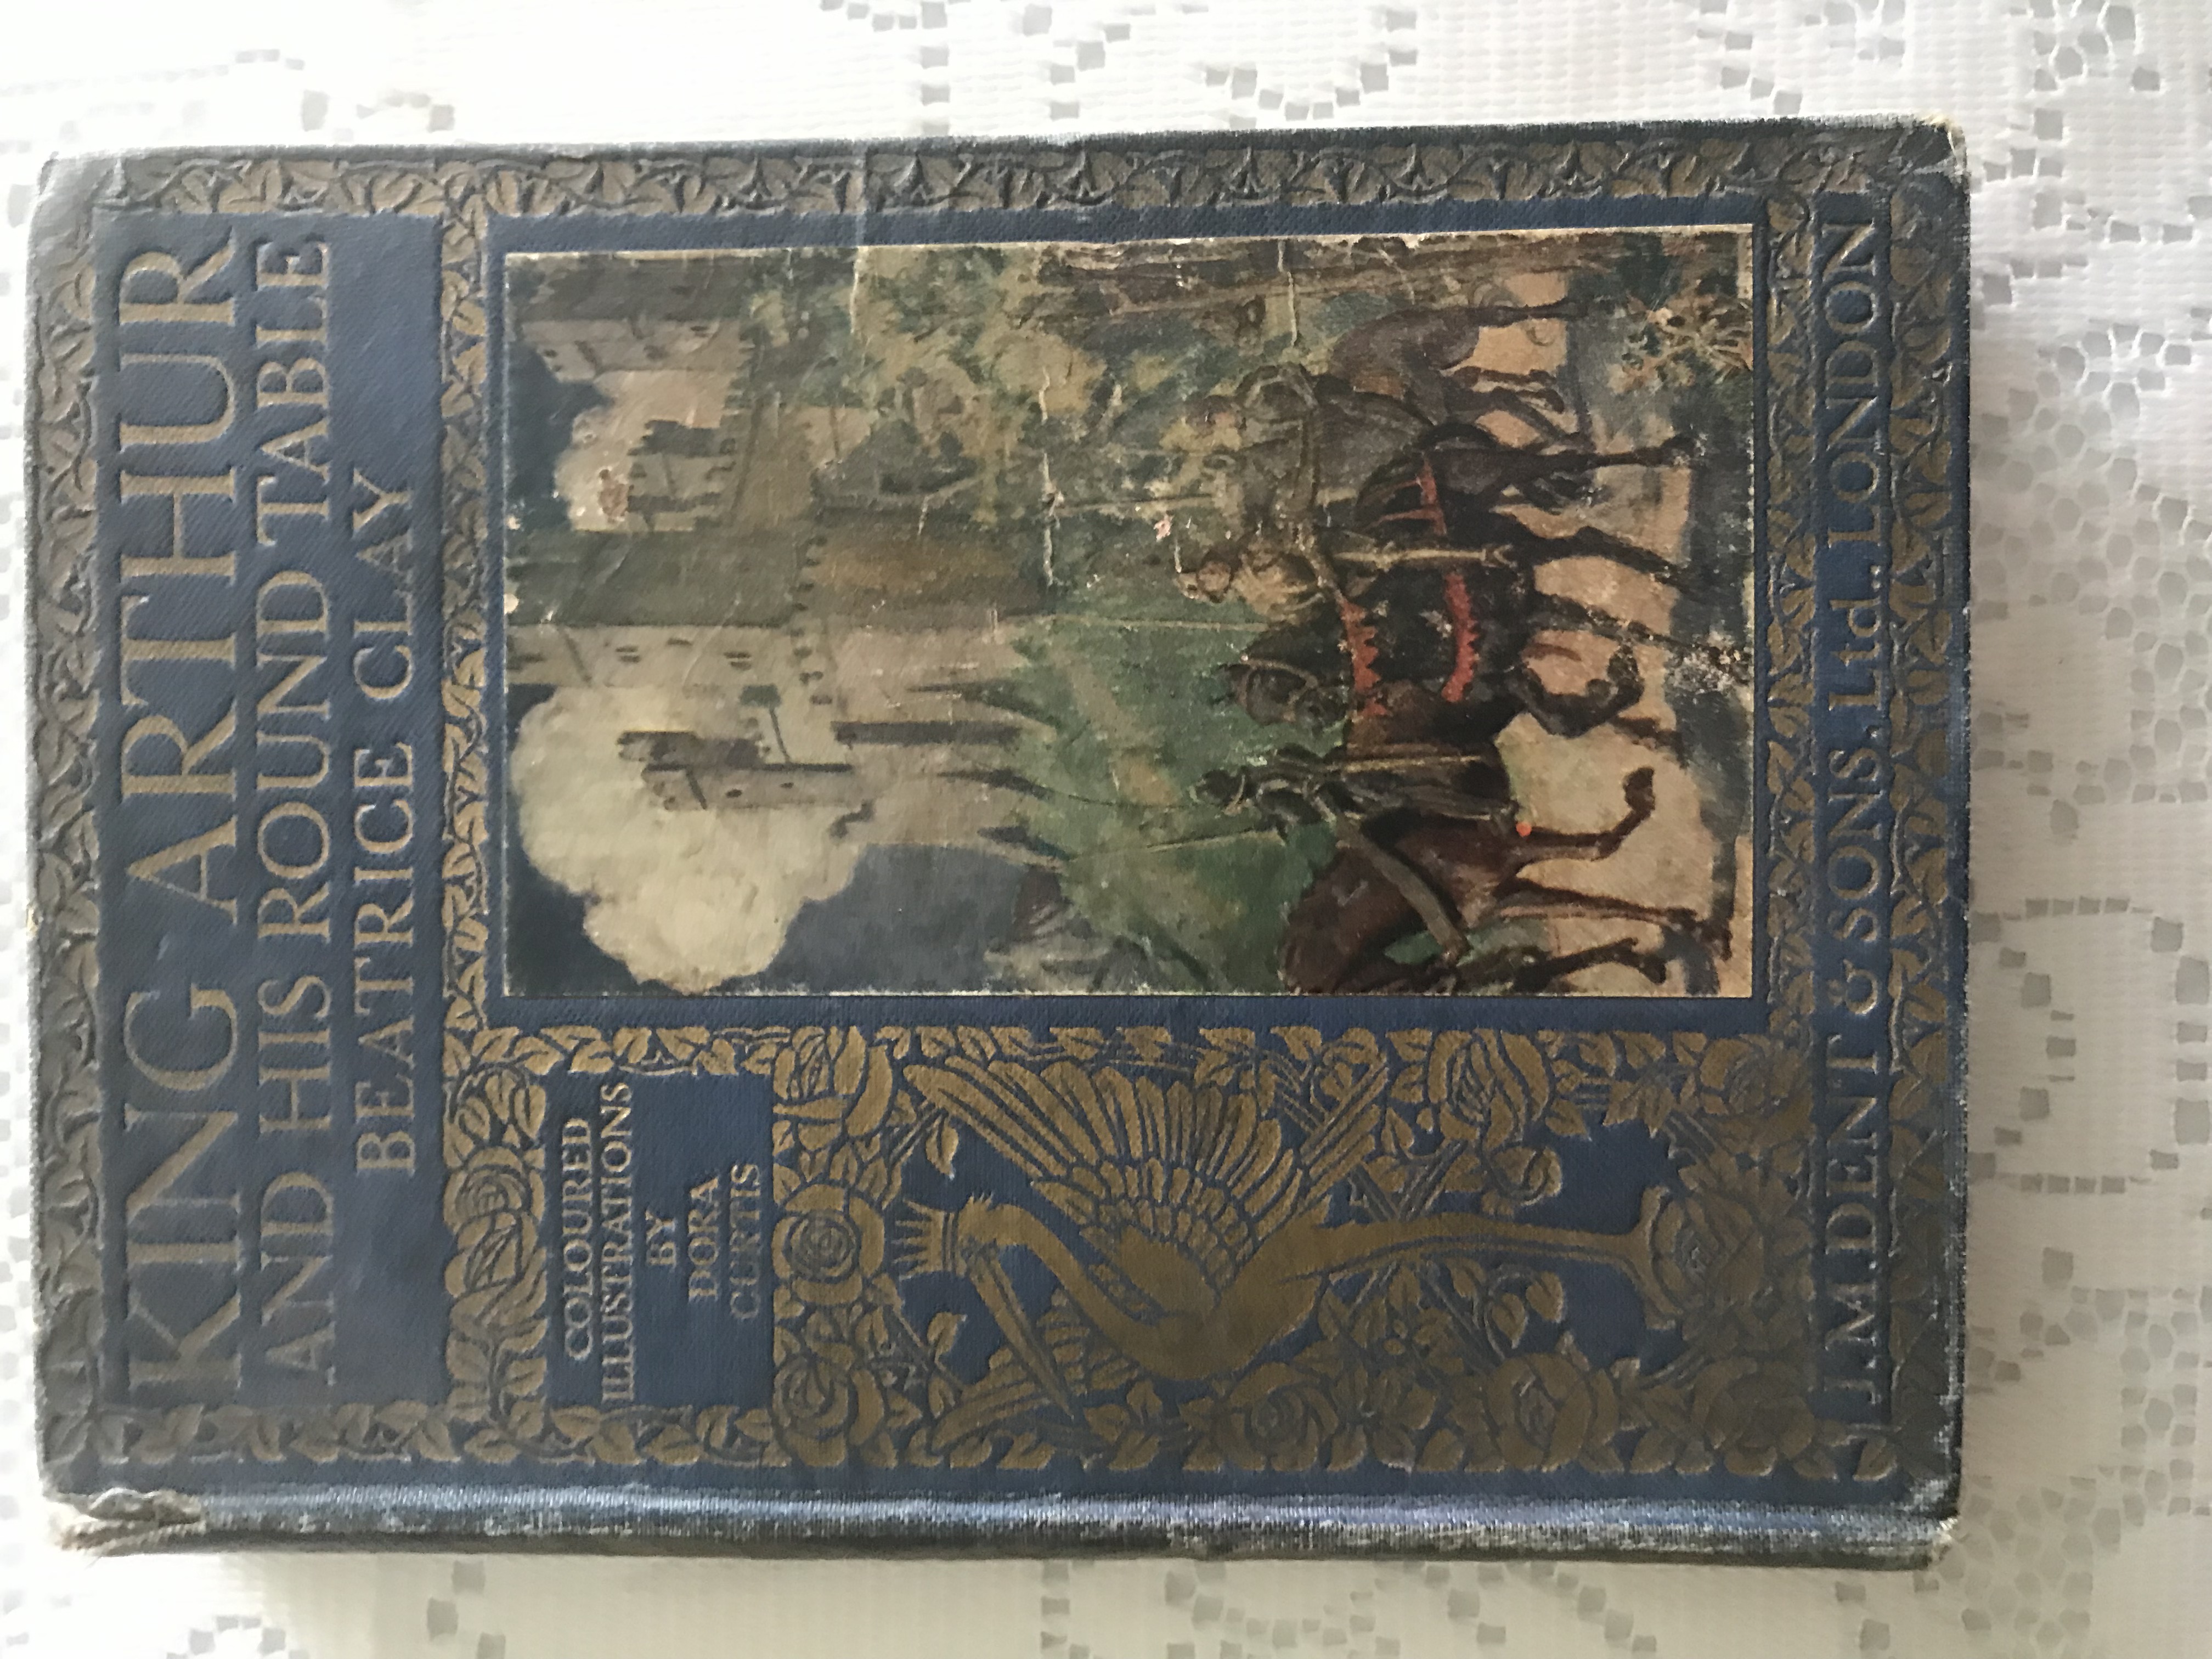 KING ARTHUR
AND HIS ROUND TABLE
BEATRICE CLAY
COLOURED
ILLUSTRATIONS
BY
DORA
CURTIS
J.M.DENT & SONS, Ltd., LONDON